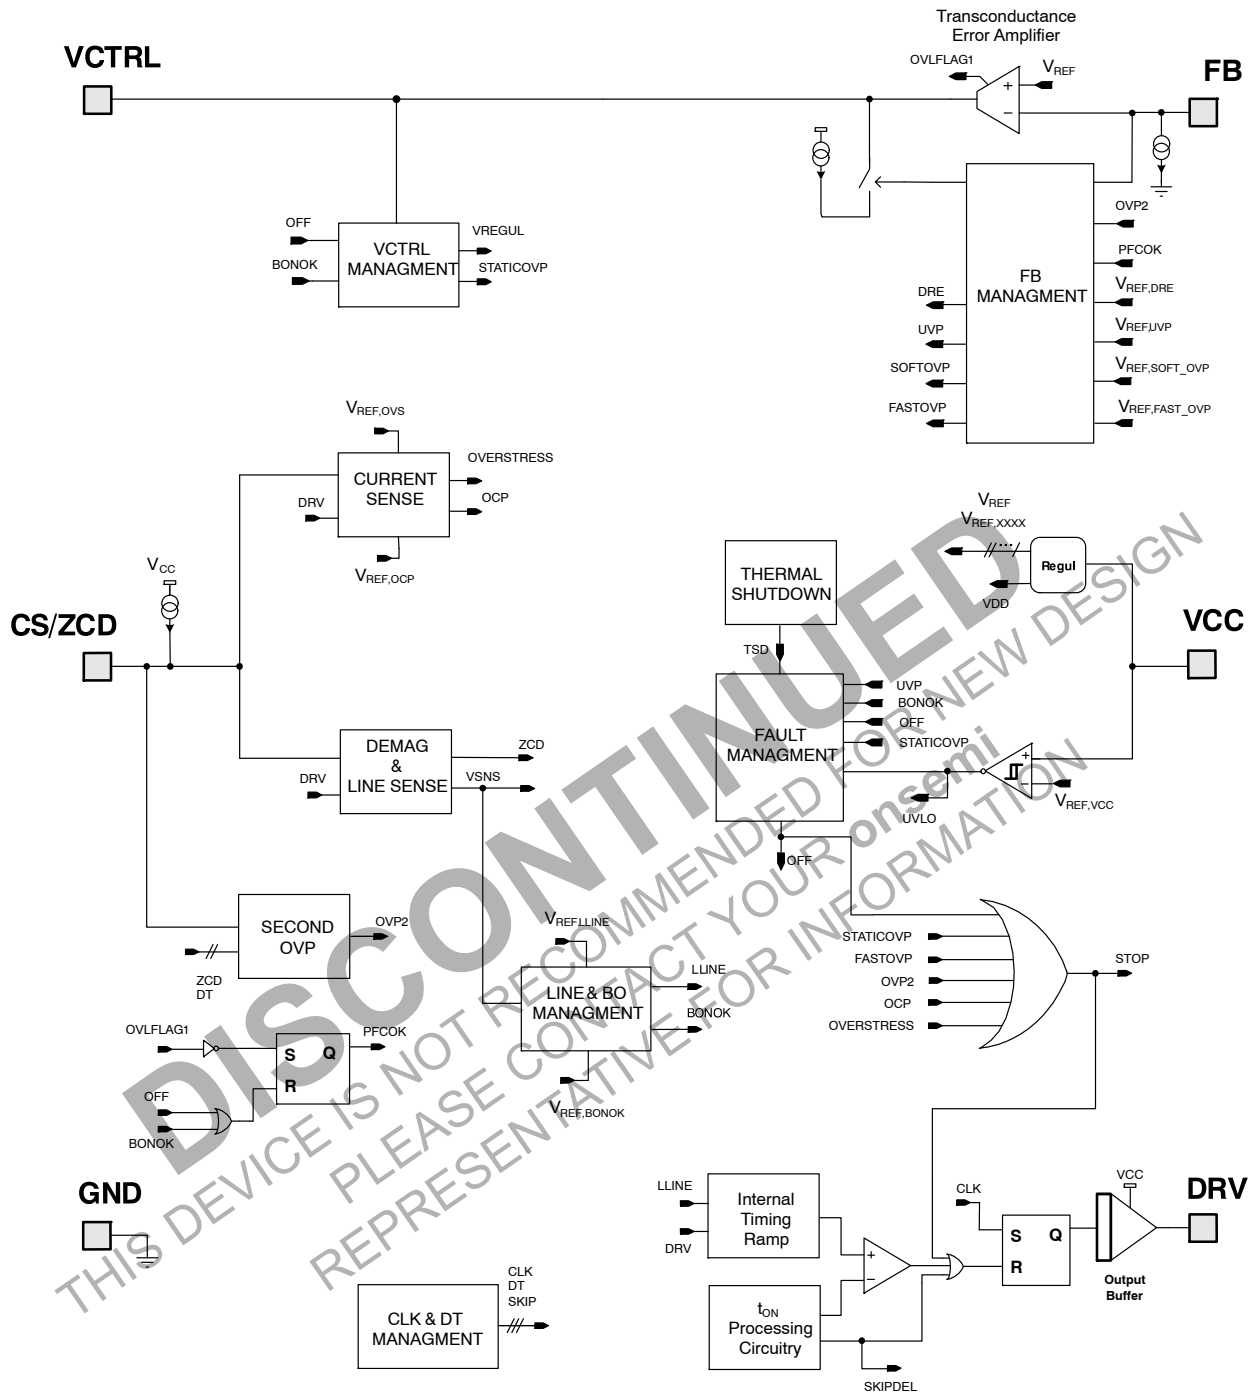 Transconductance
Error Amplifier
VCTRL
OVLFLAG1
VREF
FB
+
−
OFF
BONOK
VCTRL
MANAGMENT
VREGUL
STATICOVP
FB
MANAGMENT
OVP2
PFCOK
VREF,DRE
VREF,UVP
VREF,SOFT_OVP
VREF,FAST_OVP
DRE
UVP
SOFTOVP
FASTOVP
VREF,OVS
CURRENT
SENSE
OVERSTRESS
OCP
DRV
VREF,OCP
VCC
CS/ZCD
VREF
VREF,XXXX
...
Regul
VDD
VCC
THERMAL
SHUTDOWN
TSD
FAULT
MANAGMENT
UVP
BONOK
OFF
STATICOVP
+
VREF,VCC
UVLO
OFF
DEMAG
&
LINE SENSE
DRV
ZCD
VSNS
SECOND
OVP
OVP2
ZCD
DT
VREF,LLINE
LINE & BO
MANAGMENT
LLINE
BONOK
VREF,BONOK
STATICOVP
FASTOVP
OVP2
OCP
OVERSTRESS
STOP
OVLFLAG1
S
Q
R
PFCOK
OFF
BONOK
GND
CLK & DT
MANAGMENT
CLK
DT
SKIP
LLINE
DRV
Internal
Timing
Ramp
tON
Processing
Circuitry
+
−
SKIPDEL
CLK
S
Q
R
VCC
Output
Buffer
DRV
DISCONTINUED
THIS DEVICE IS NOT RECOMMENDED FOR NEW DESIGN
PLEASE CONTACT YOUR onsemi
REPRESENTATIVE FOR INFORMATION